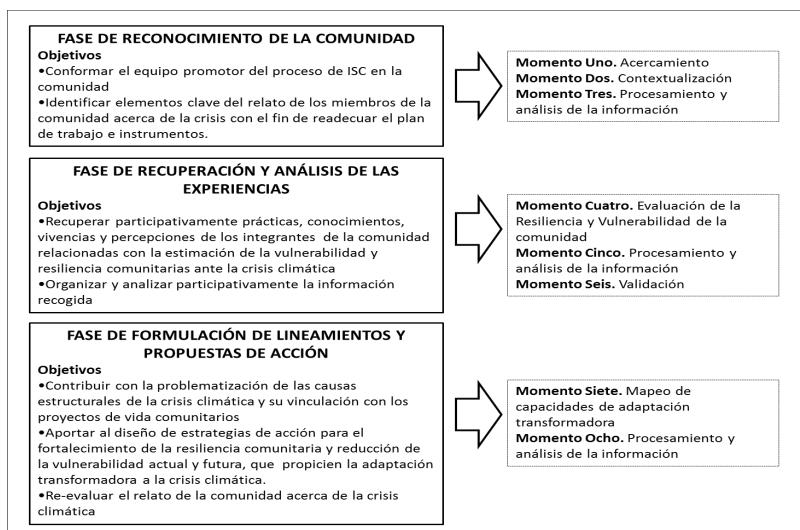 FASE DE RECONOCIMIENTO DE LA COMUNIDAD
Objetivos
•Conformar el equipo promotor del proceso de ISC en la
comunidad
•Identificar elementos clave del relato de los miembros de la
comunidad acerca de la crisis con el fin de readecuar el plan
de trabajo e instrumentos.
Momento Uno. Acercamiento
Momento Dos. Contextualización
Momento Tres. Procesamiento y
análisis de la información
FASE DE RECUPERACIÓN Y ANÁLISIS DE LAS
EXPERIENCIAS
Objetivos
•Recuperar participativamente prácticas, conocimientos,
vivencias y percepciones de los integrantes de la comunidad
relacionadas con la estimación de la vulnerabilidad y
resiliencia comunitarias ante la crisis climática
•Organizar y analizar participativamente la información
recogida
Momento Cuatro. Evaluación de la
Resiliencia y Vulnerabilidad de la
comunidad
Momento Cinco. Procesamiento y
análisis de la información
Momento Seis. Validación
FASE DE FORMULACIÓN DE LINEAMIENTOS Y
PROPUESTAS DE ACCIÓN
Objetivos
•Contribuir con la problematización de las causas
estructurales de la crisis climática y su vinculación con los
proyectos de vida comunitarios
•Aportar al diseño de estrategias de acción para el
fortalecimiento de la resiliencia comunitaria y reducción de
la vulnerabilidad actual y futura, que propicien la adaptación
transformadora a la crisis climática.
•Re-evaluar el relato de la comunidad acerca de la crisis
climática
Momento Siete. Mapeo de
capacidades de adaptación
transformadora
Momento Ocho. Procesamiento y
análisis de la información